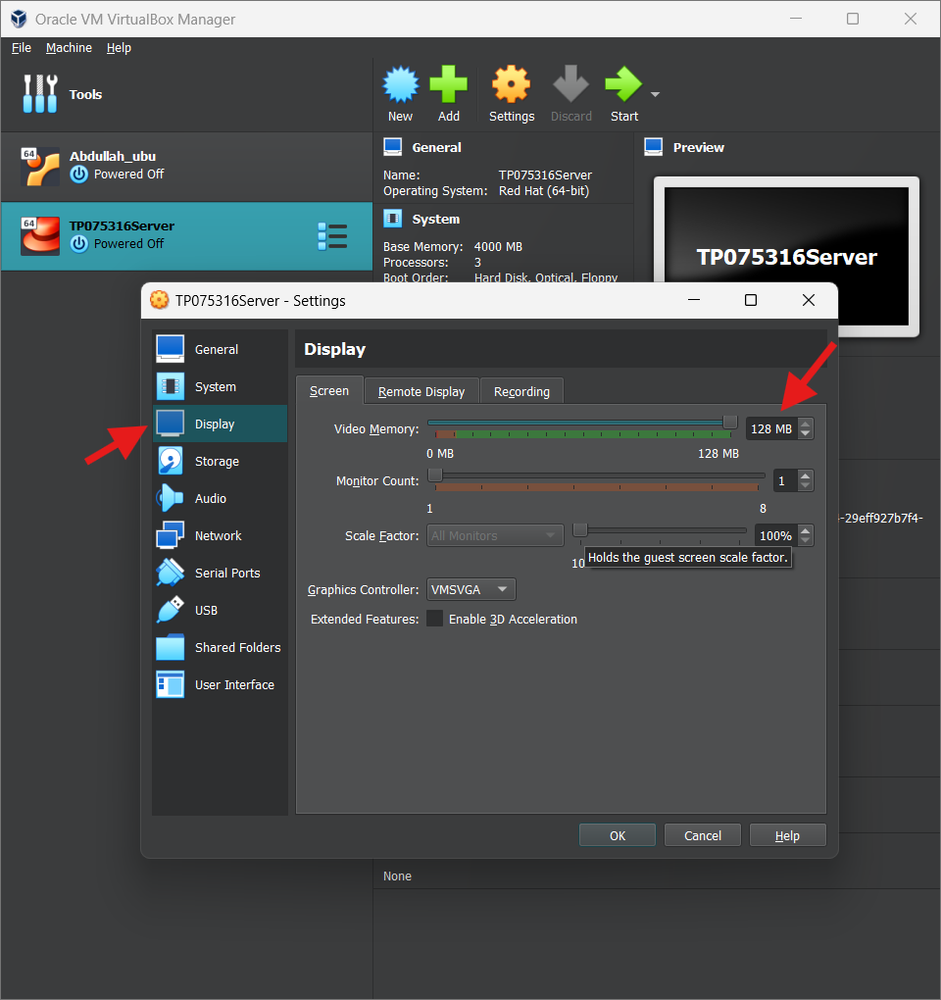 Oracle VM VirtualBox Manager
File Machine Help
Tools
New Add Settings Discard Start
64 Abdullah_ubu
Powered Off
64 TP075316Server
Powered Off
General
Name: TP075316Server
Operating System: Red Hat (64-bit)
System
Base Memory: 4000 MB
Processors: 3
Boot Order: Hard Disk, Optical, Floppy
Preview
TP075316Server
TP075316Server - Settings
General
System
Display
Storage
Audio
Network
Serial Ports
USB
Shared Folders
User Interface
Display
Screen Remote Display Recording
Video Memory: 128 MB
0 MB 128 MB
Monitor Count: 1
1 8
Scale Factor: All Monitors 100%
10
Holds the guest screen scale factor.
Graphics Controller: VMSVGA
Extended Features: Enable 3D Acceleration
OK Cancel Help
-29eff927b7f4-
None